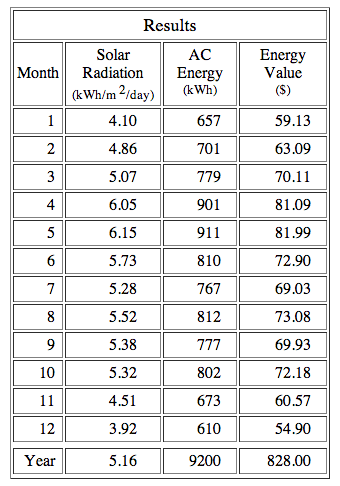 Results
Month Solar Radiation (kWh/m 2/day) AC Energy (kWh) Energy Value ($)
1 4.10 657 59.13
2 4.86 701 63.09
3 5.07 779 70.11
4 6.05 901 81.09
5 6.15 911 81.99
6 5.73 810 72.90
7 5.28 767 69.03
8 5.52 812 73.08
9 5.38 777 69.93
10 5.32 802 72.18
11 4.51 673 60.57
12 3.92 610 54.90
Year 5.16 9200 828.00